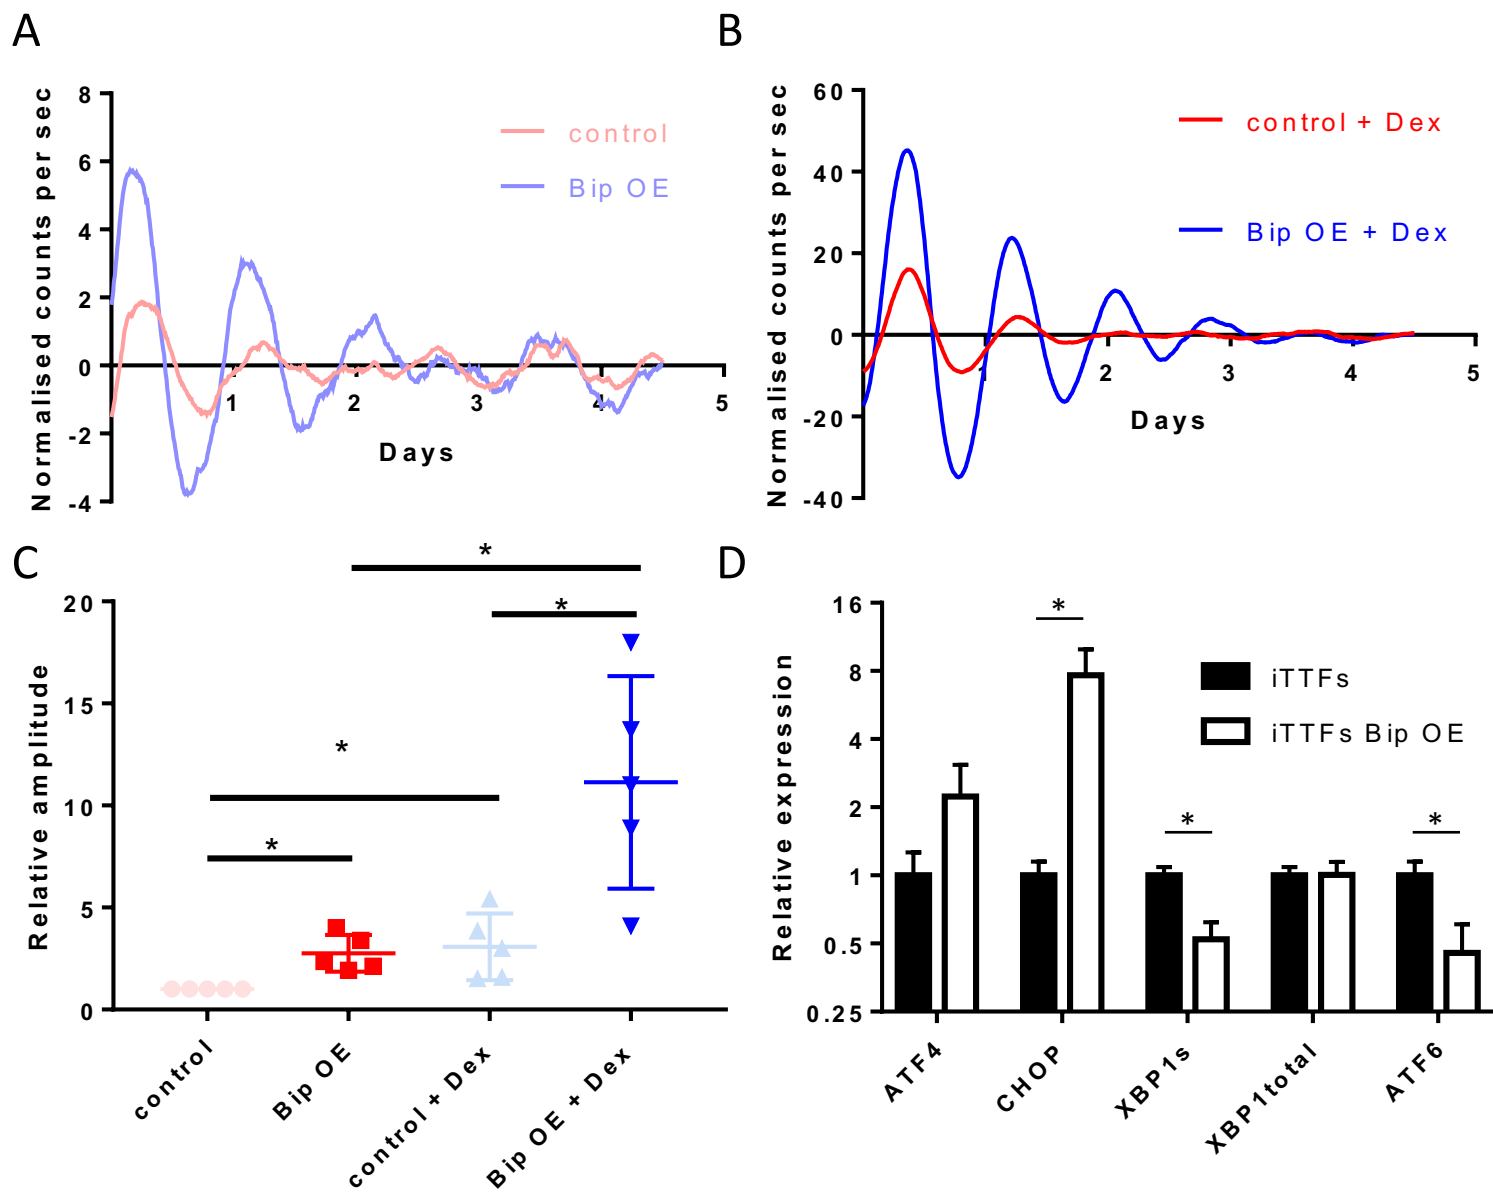 A
Normalised counts per sec
8
6
4
2
0
-2
-4
1
2
3
4
5
Days
control
Bip OE
B
Normalised counts per sec
60
40
20
0
-20
-40
1
2
3
4
5
Days
control + Dex
Bip OE + Dex
C
Relative amplitude
20
15
10
5
0
*
*
*
*
control
Bip OE
control + Dex
Bip OE + Dex
D
Relative expression
16
8
4
2
1
0.5
0.25
*
*
*
iTTFs
iTTFs Bip OE
ATF4
CHOP
XBP1s
XBP1total
ATF6